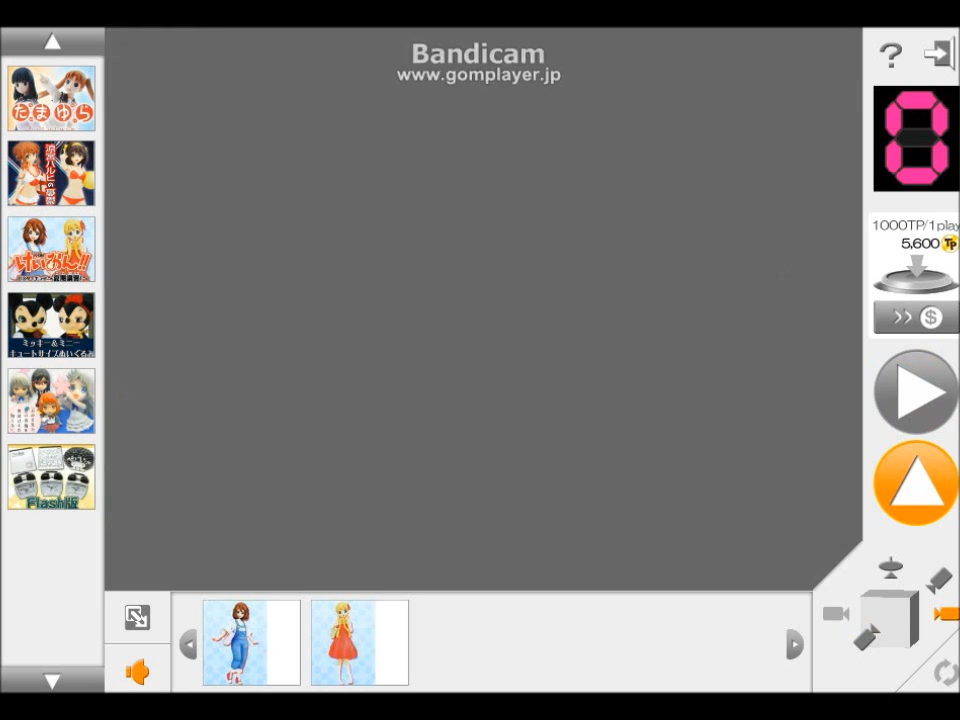 Bandicam
www.gomplayer.jp
?
たまゆら
涼宮ハルヒの憂鬱
けいおん!!
ミッキー&ミニー
キュートサイズぬいぐるみ
Flash版
8
1000TP/1play
5,600 TP
$